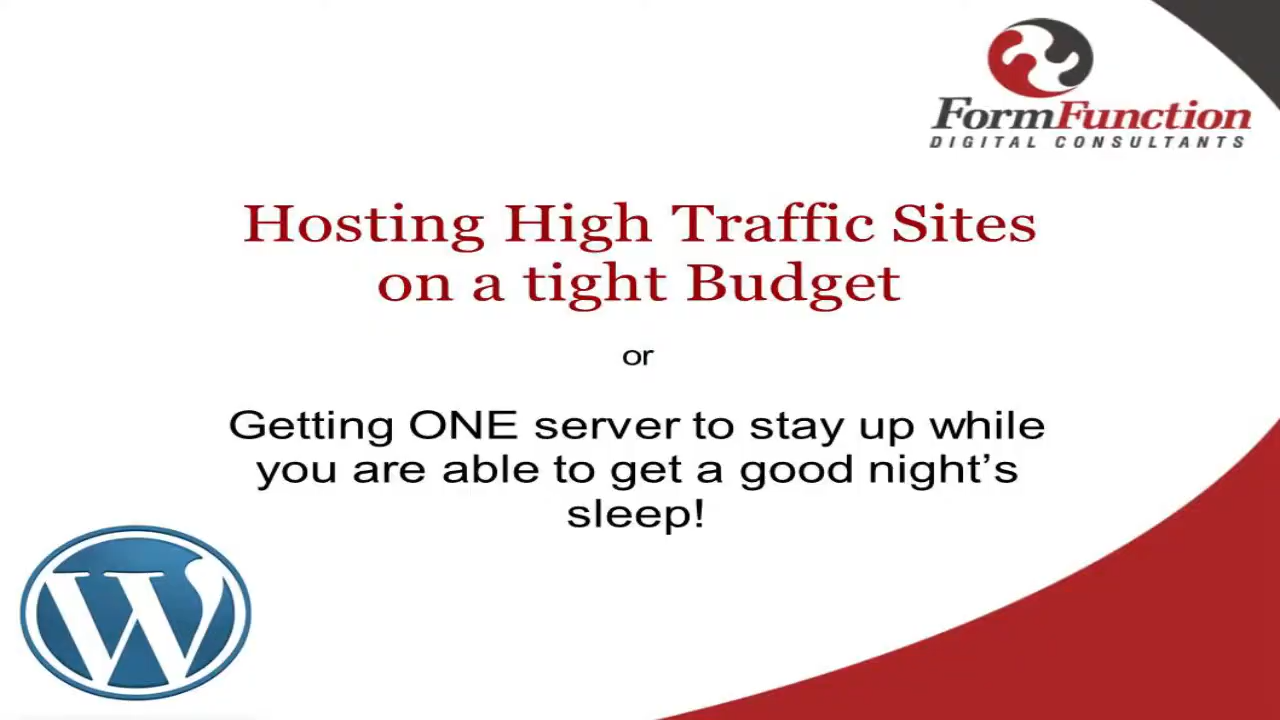 FormFunction
DIGITAL CONSULTANTS
Hosting High Traffic Sites
on a tight Budget
or
Getting ONE server to stay up while
you are able to get a good night’s
sleep!